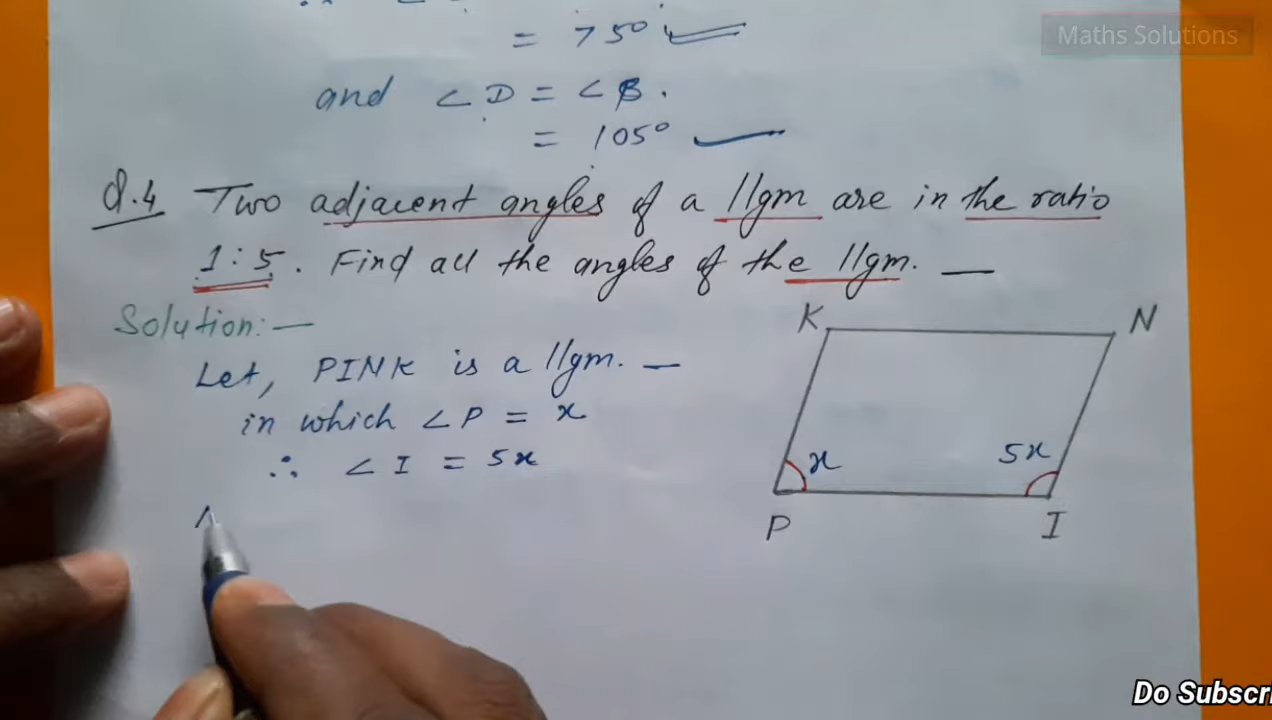 = 75°
Maths Solutions
and ∠D = ∠B.
= 105°
Q.4 Two adjacent angles of a llgm are in the ratio
1:5. Find all the angles of the llgm. —
Solution:—
Let, PINK is a llgm. —
in which ∠P = x
∴ ∠I = 5x
K N
x 5x
P I
Do Subscri